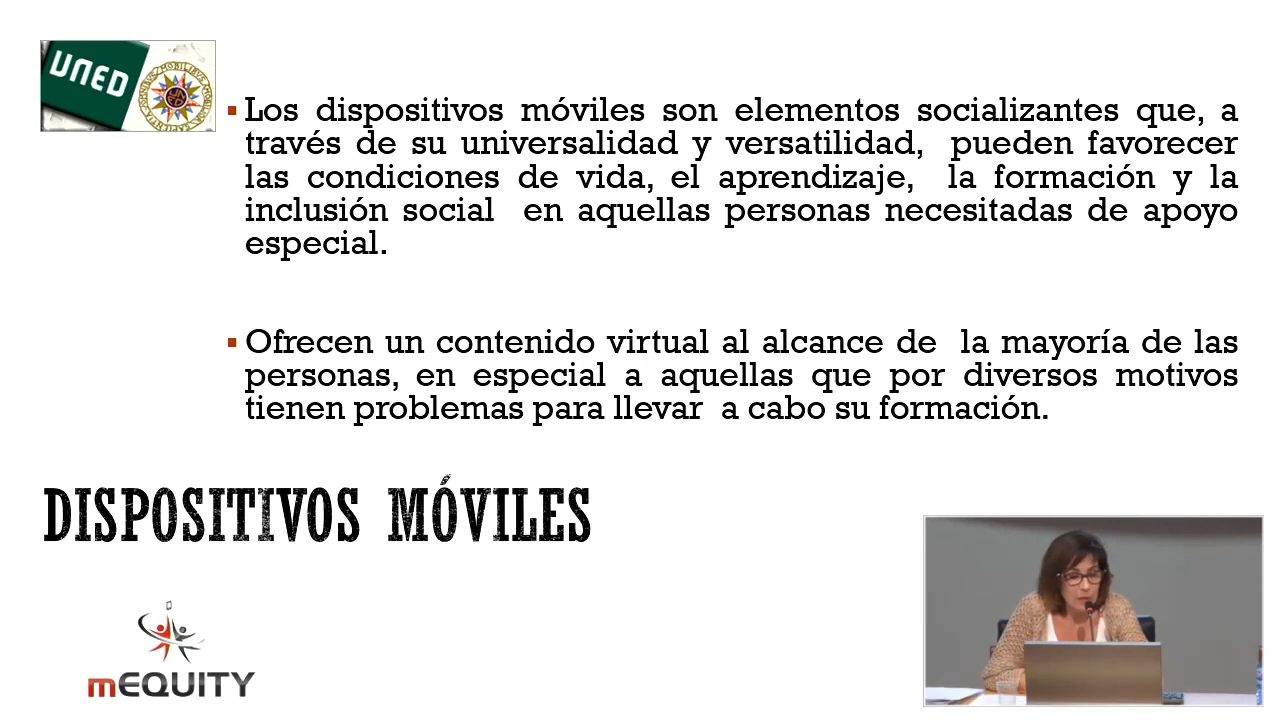 UNED
Los dispositivos móviles son elementos socializantes que, a
través de su universalidad y versatilidad, pueden favorecer
las condiciones de vida, el aprendizaje, la formación y la
inclusión social en aquellas personas necesitadas de apoyo
especial.
Ofrecen un contenido virtual al alcance de la mayoría de las
personas, en especial a aquellas que por diversos motivos
tienen problemas para llevar a cabo su formación.
DISPOSITIVOS MÓVILES
mEQUITY